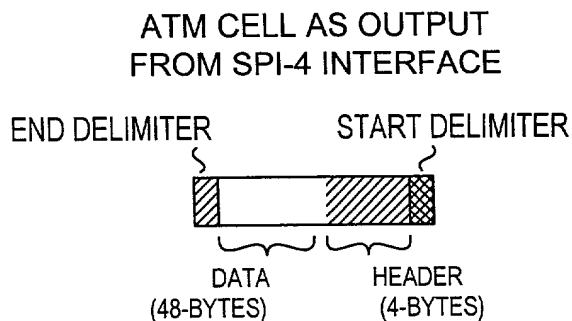 ATM CELL AS OUTPUT
FROM SPI-4 INTERFACE
END DELIMITER
START DELIMITER
DATA
(48-BYTES)
HEADER
(4-BYTES)